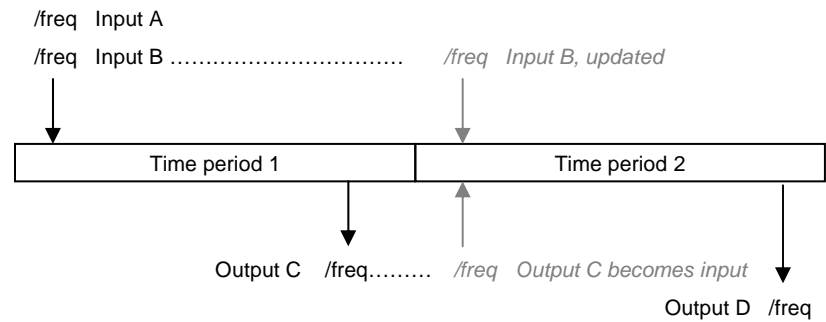 /freq Input A
/freq Input B ................................ /freq Input B, updated
Time period 1 Time period 2
Output C /freq......... /freq Output C becomes input
Output D /freq